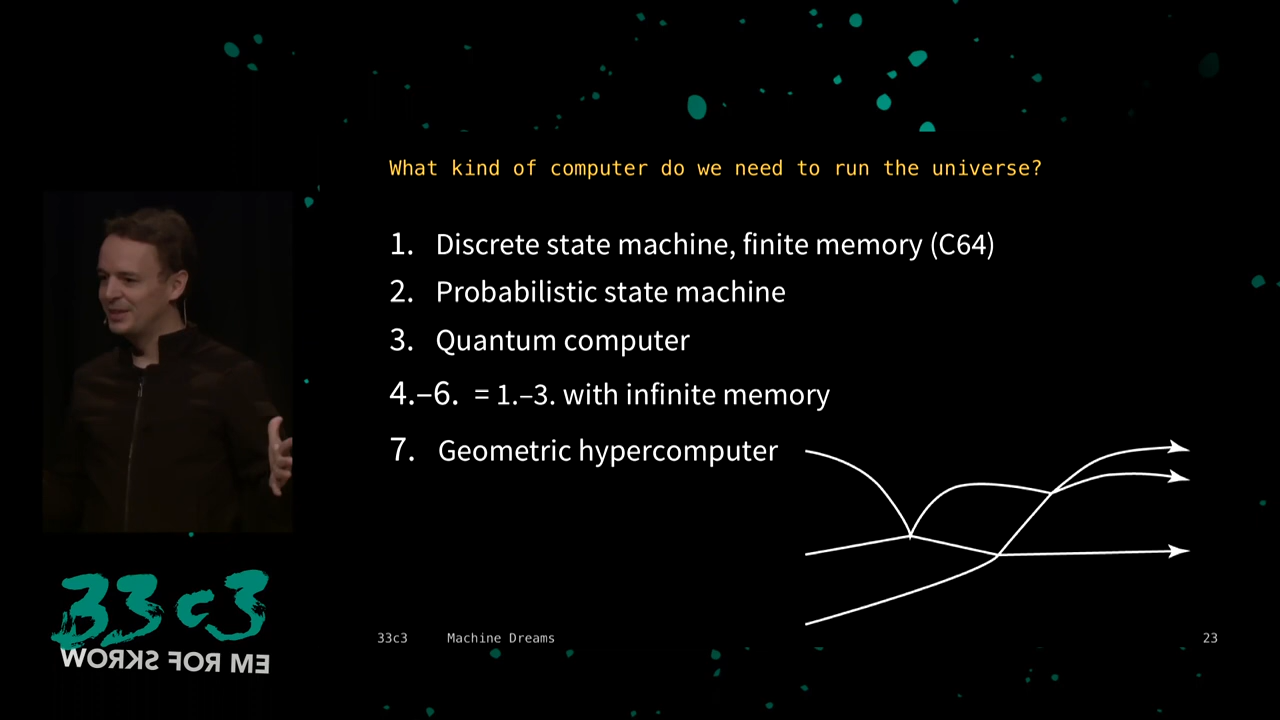 What kind of computer do we need to run the universe?
1. Discrete state machine, finite memory (C64)
2. Probabilistic state machine
3. Quantum computer
4.–6. = 1.–3. with infinite memory
7. Geometric hypercomputer
33c3
WORKS FOR ME
33c3 Machine Dreams 23